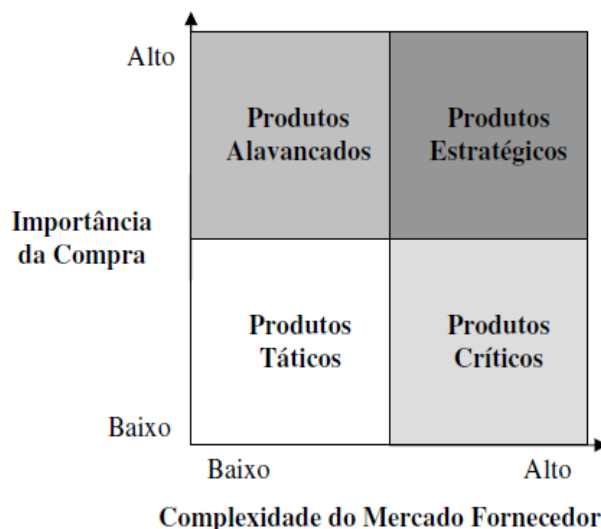 Alto
Produtos
Alavancados
Produtos
Estratégicos
Importância
da Compra
Produtos
Táticos
Produtos
Críticos
Baixo
Baixo
Alto
Complexidade do Mercado Fornecedor